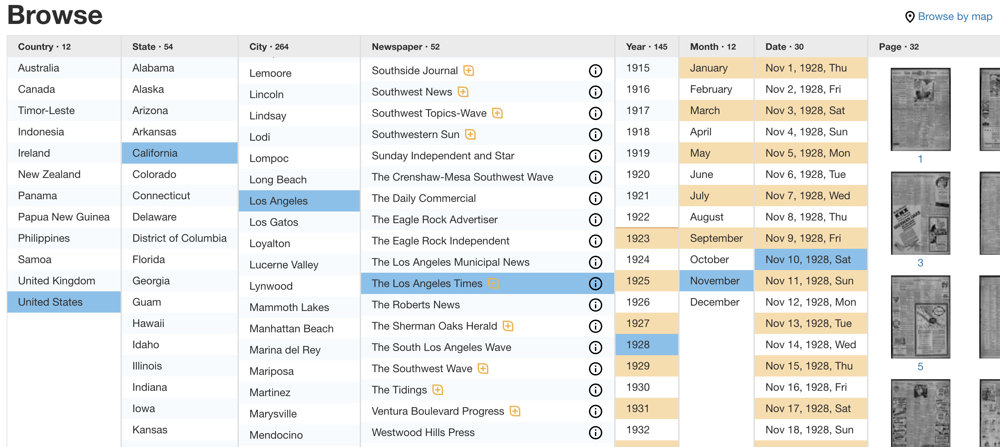 Browse
Browse by map
Country · 12
Australia
Canada
Timor-Leste
Indonesia
Ireland
New Zealand
Panama
Papua New Guinea
Philippines
Samoa
United Kingdom
United States
State · 54
Alabama
Alaska
Arizona
Arkansas
California
Colorado
Connecticut
Delaware
District of Columbia
Florida
Georgia
Guam
Hawaii
Idaho
Illinois
Indiana
Iowa
Kansas
City · 264
Lemoore
Lincoln
Lindsay
Lodi
Lompoc
Long Beach
Los Angeles
Los Gatos
Loyalton
Lucerne Valley
Lynwood
Mammoth Lakes
Manhattan Beach
Marina del Rey
Mariposa
Martinez
Marysville
Mendocino
Newspaper · 52
Southside Journal
Southwest News
Southwest Topics-Wave
Southwestern Sun
Sunday Independent and Star
The Crenshaw-Mesa Southwest Wave
The Daily Commercial
The Eagle Rock Advertiser
The Eagle Rock Independent
The Los Angeles Municipal News
The Los Angeles Times
The Roberts News
The Sherman Oaks Herald
The South Los Angeles Wave
The Southwest Wave
The Tidings
Ventura Boulevard Progress
Westwood Hills Press
Year · 145
1915
1916
1917
1918
1919
1920
1921
1922
1923
1924
1925
1926
1927
1928
1929
1930
1931
1932
Month · 12
January
February
March
April
May
June
July
August
September
October
November
December
Date · 30
Nov 1, 1928, Thu
Nov 2, 1928, Fri
Nov 3, 1928, Sat
Nov 4, 1928, Sun
Nov 5, 1928, Mon
Nov 6, 1928, Tue
Nov 7, 1928, Wed
Nov 8, 1928, Thu
Nov 9, 1928, Fri
Nov 10, 1928, Sat
Nov 11, 1928, Sun
Nov 12, 1928, Mon
Nov 13, 1928, Tue
Nov 14, 1928, Wed
Nov 15, 1928, Thu
Nov 16, 1928, Fri
Nov 17, 1928, Sat
Nov 18, 1928, Sun
Page · 32
Los Angeles Times
1
KNX
SHERMAN OAKS
3
DANA POINT
5